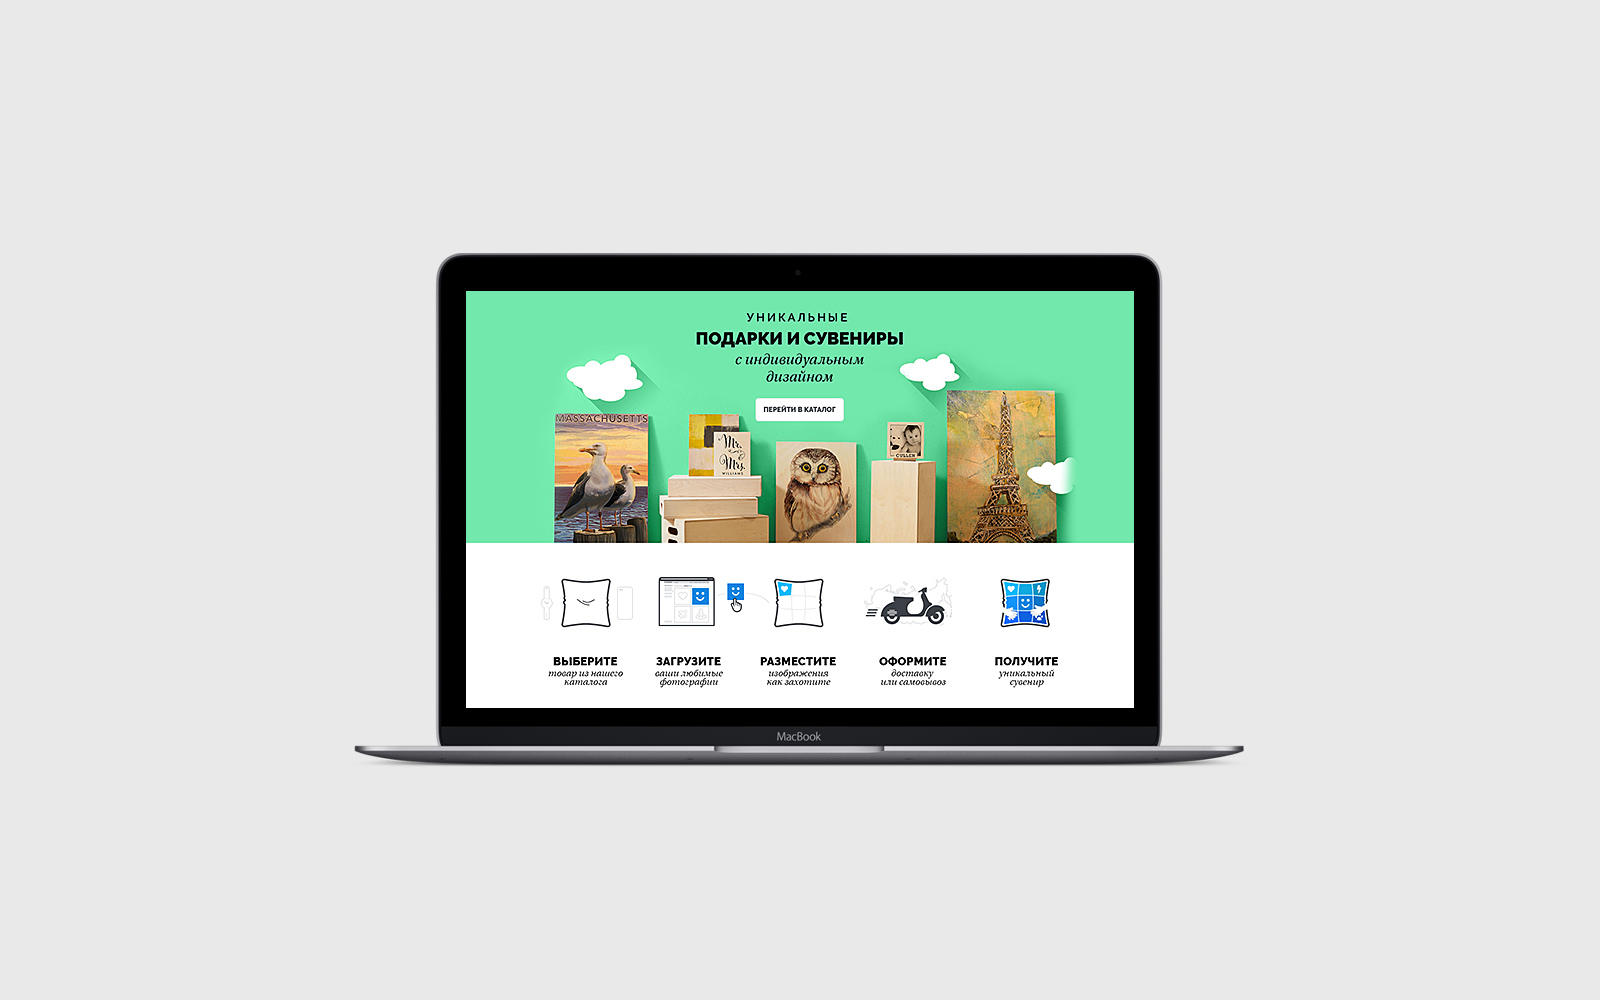 УНИКАЛЬНЫЕ
ПОДАРКИ И СУВЕНИРЫ
с индивидуальным
дизайном
ПЕРЕЙТИ В КАТАЛОГ
MASSACHUSETTS
Mr.
&
Mrs.
WILLIAMS
CULLEN
ВЫБЕРИТЕ
товар из нашего
каталога
ЗАГРУЗИТЕ
ваши любимые
фотографии
РАЗМЕСТИТЕ
изображения
как захотите
ОФОРМИТЕ
доставку
или самовывоз
ПОЛУЧИТЕ
уникальный
сувенир
MacBook